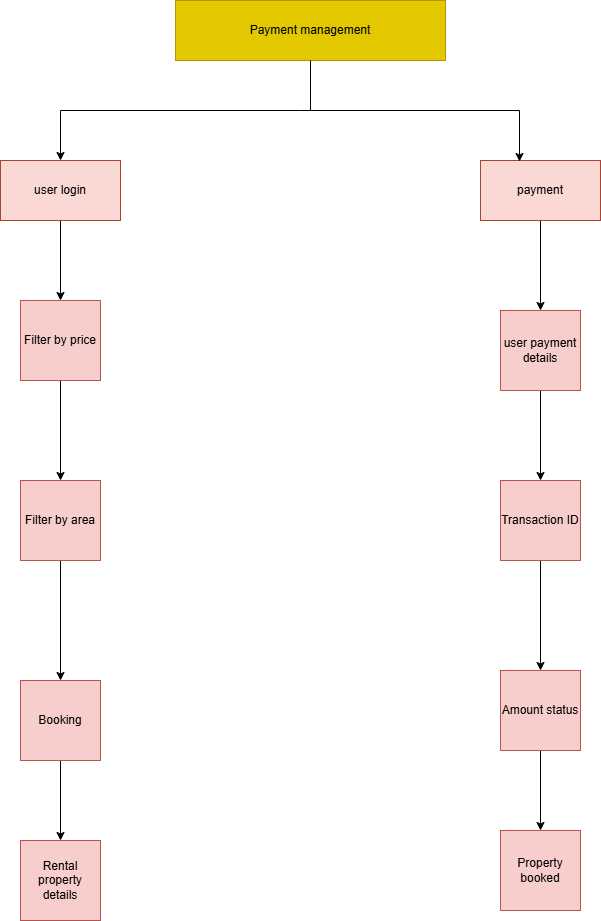 Payment management
user login
payment
Filter by price
user payment
details
Filter by area
Transaction ID
Booking
Amount status
Rental
property
details
Property
booked